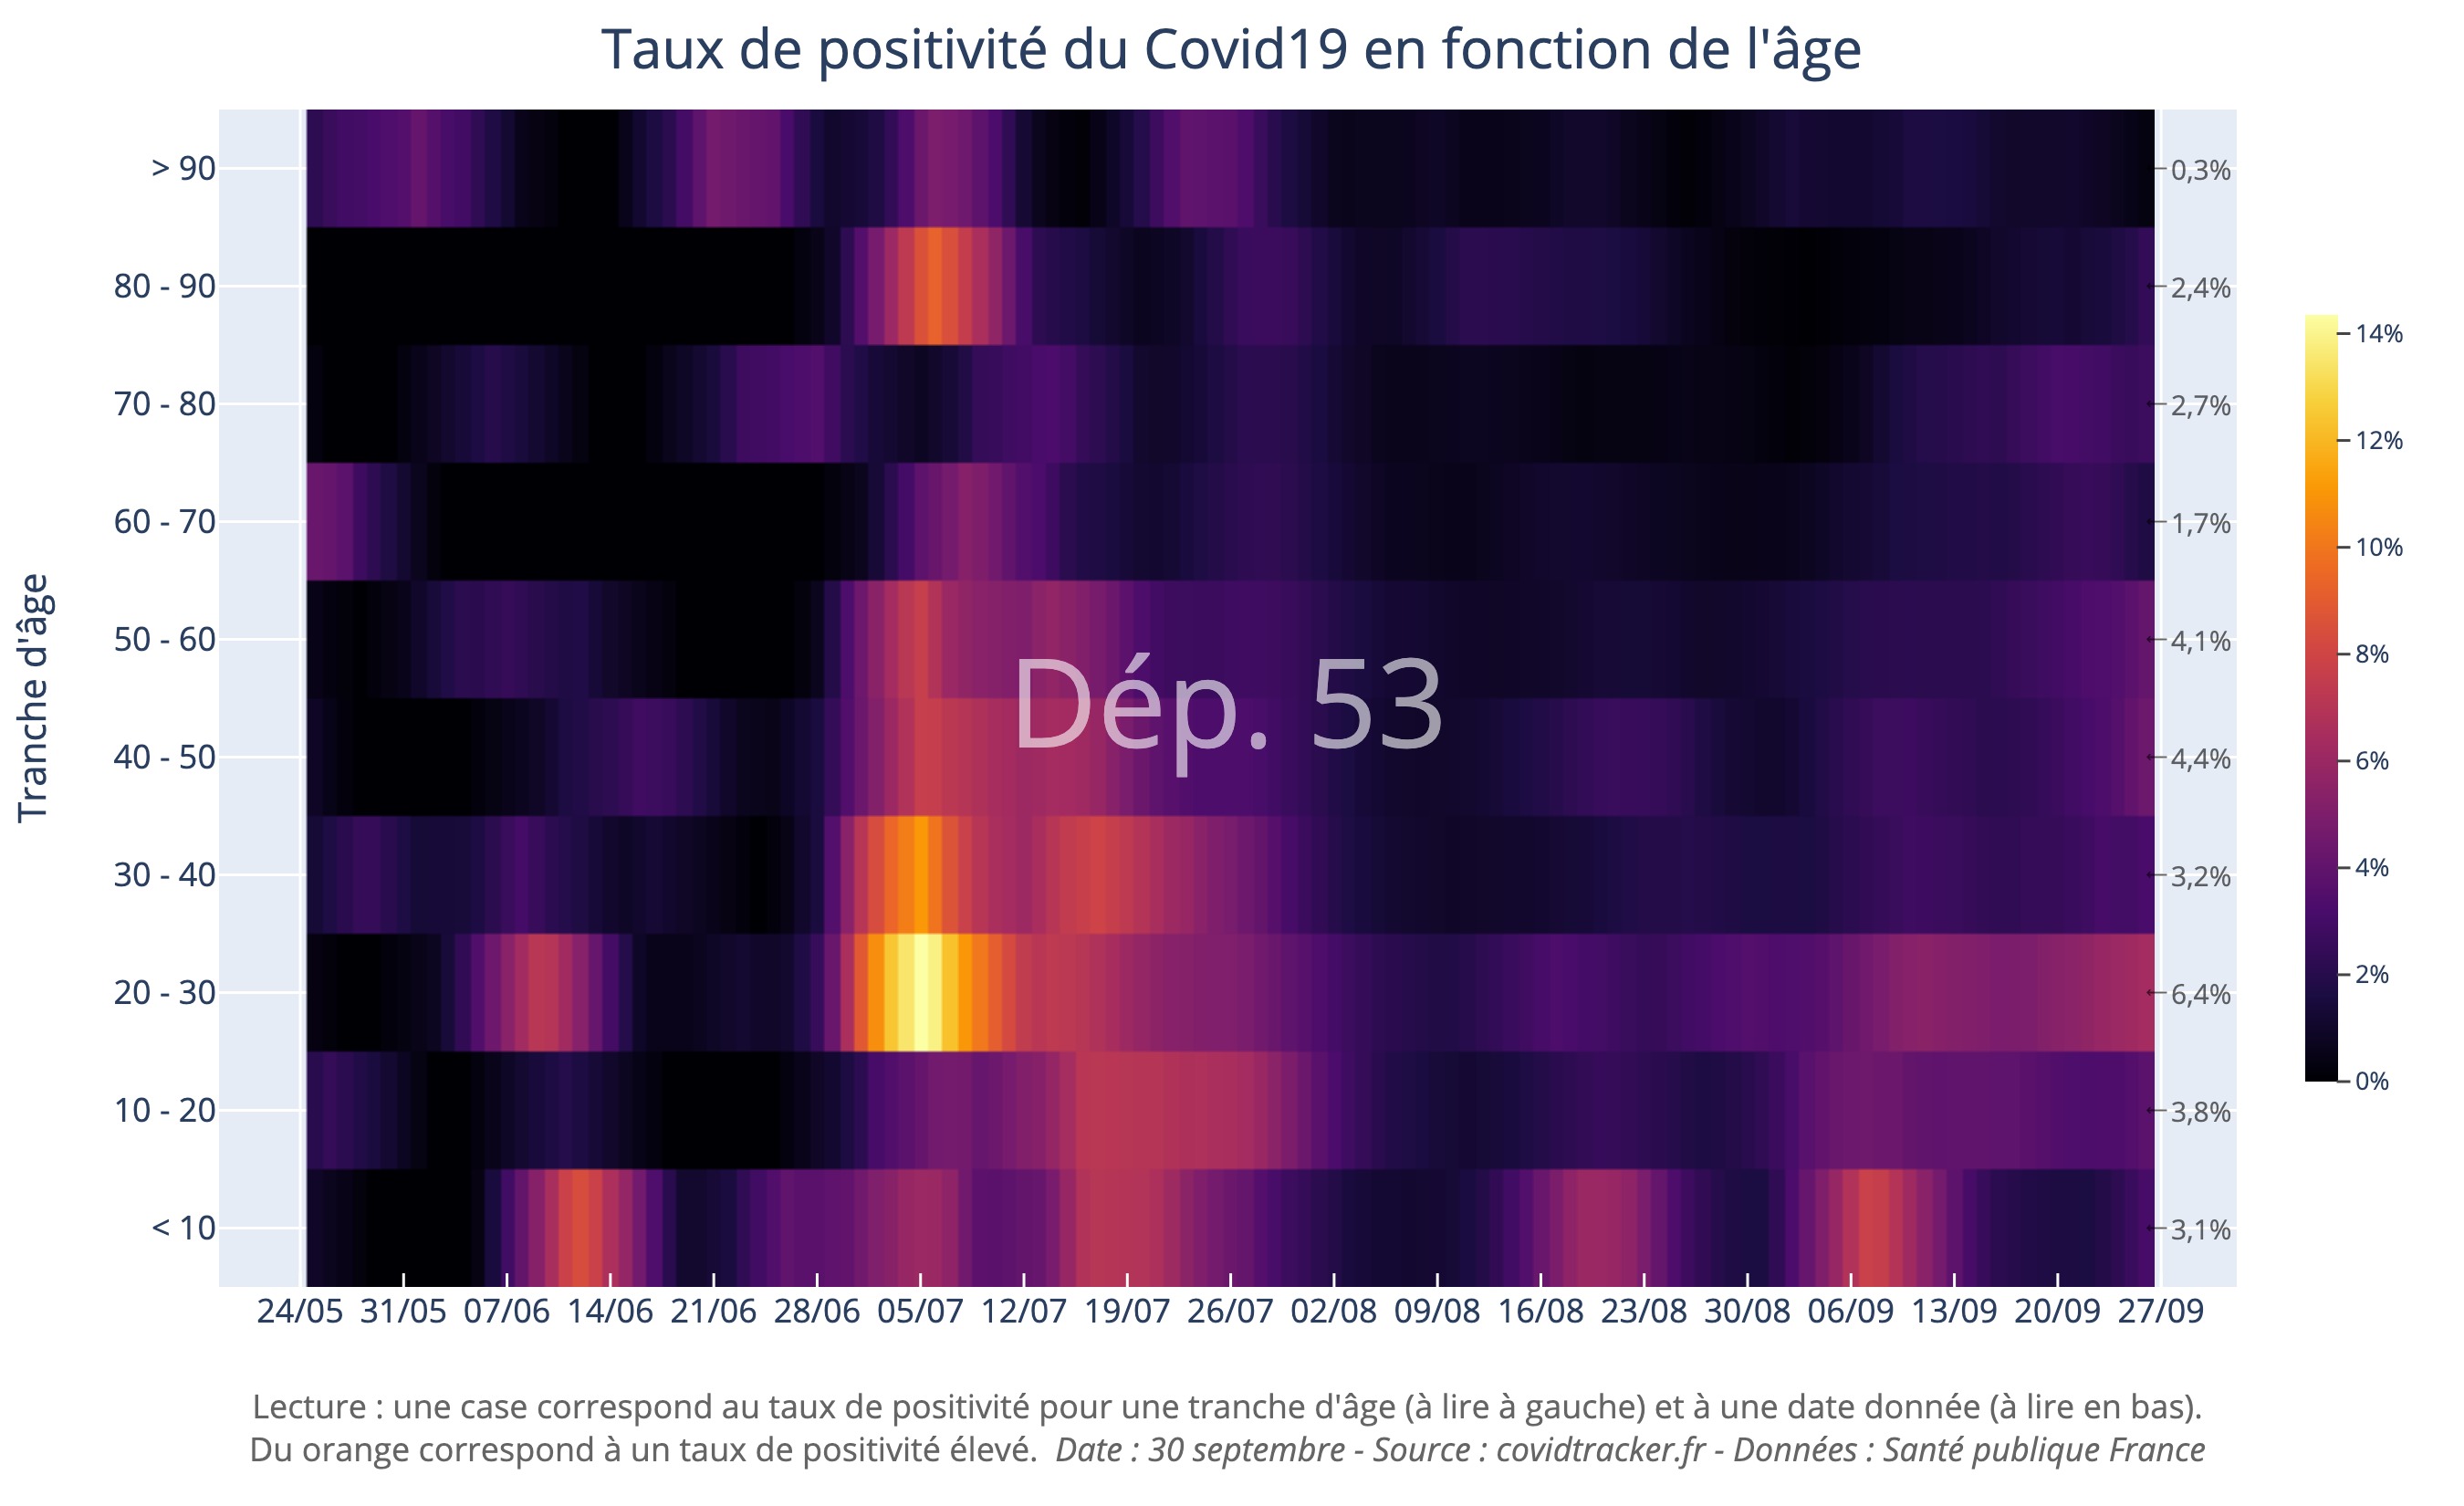 Taux de positivité du Covid19 en fonction de l'âge
Tranche d'âge
> 90
80 - 90
70 - 80
60 - 70
50 - 60
40 - 50
30 - 40
20 - 30
10 - 20
< 10
Dép. 53
0,3%
2,4%
2,7%
1,7%
4,1%
4,4%
3,2%
6,4%
3,8%
3,1%
14%
12%
10%
8%
6%
4%
2%
0%
24/05 31/05 07/06 14/06 21/06 28/06 05/07 12/07 19/07 26/07 02/08 09/08 16/08 23/08 30/08 06/09 13/09 20/09 27/09
Lecture : une case correspond au taux de positivité pour une tranche d'âge (à lire à gauche) et à une date donnée (à lire en bas).
Du orange correspond à un taux de positivité élevé. Date : 30 septembre - Source : covidtracker.fr - Données : Santé publique France